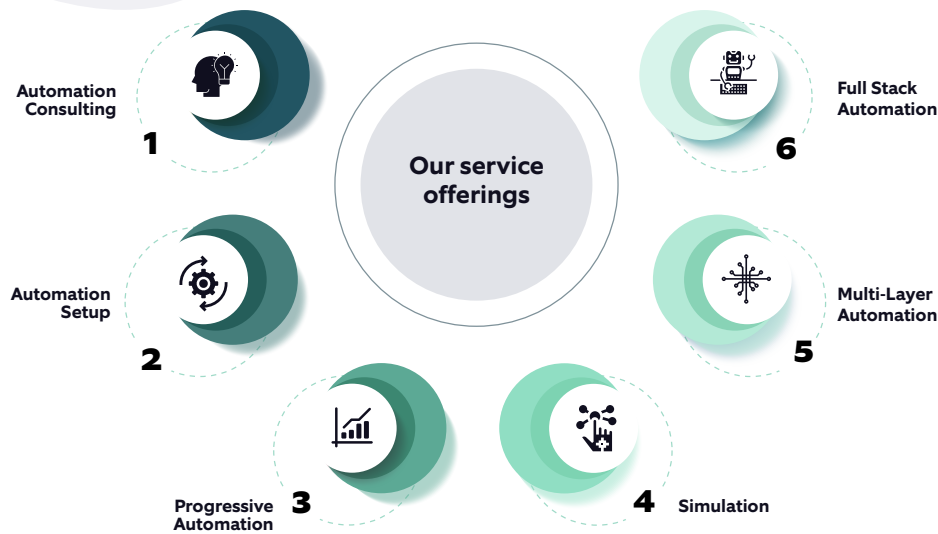 Our service
offerings
Automation
Consulting
1
Automation
Setup
2
Progressive
Automation
3
4
Simulation
5
Multi-Layer
Automation
6
Full Stack
Automation